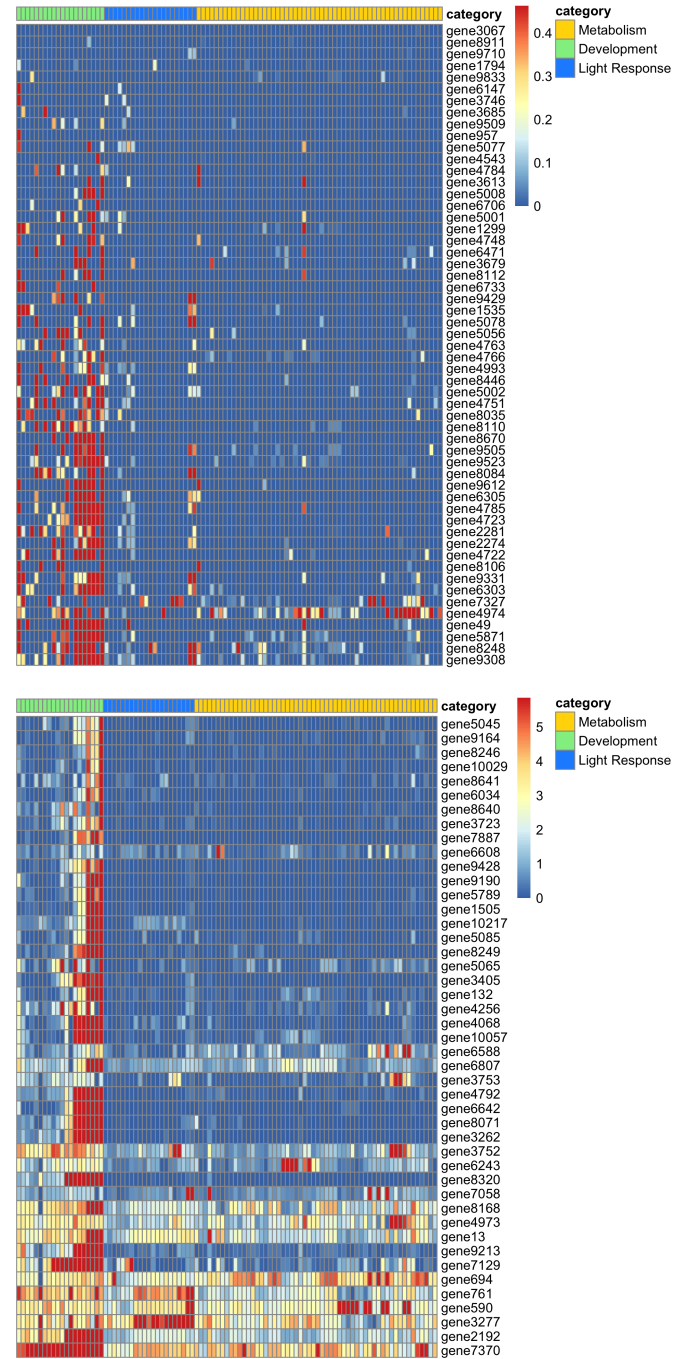 category
gene3067
gene8911
gene9710
gene1794
gene9833
gene6147
gene3746
gene3685
gene9509
gene957
gene5077
gene4543
gene4784
gene3613
gene5008
gene6706
gene5001
gene1299
gene4748
gene6471
gene3679
gene8112
gene6733
gene9429
gene1535
gene5078
gene5056
gene4763
gene4766
gene4993
gene8446
gene5002
gene4751
gene8035
gene8110
gene8670
gene9505
gene9523
gene8084
gene9612
gene6305
gene4785
gene4723
gene2281
gene2274
gene4722
gene8106
gene9331
gene6303
gene7327
gene4974
gene49
gene5871
gene8248
gene9308
0.4
0.3
0.2
0.1
0
category
Metabolism
Development
Light Response
category
gene5045
gene9164
gene8246
gene10029
gene8641
gene6034
gene8640
gene3723
gene7887
gene6608
gene9428
gene9190
gene5789
gene1505
gene10217
gene5085
gene8249
gene5065
gene3405
gene132
gene4256
gene4068
gene10057
gene6588
gene6807
gene3753
gene4792
gene6642
gene8071
gene3262
gene3752
gene6243
gene8320
gene7058
gene8168
gene4973
gene13
gene9213
gene7129
gene694
gene761
gene590
gene3277
gene2192
gene7370
5
4
3
2
1
0
category
Metabolism
Development
Light Response